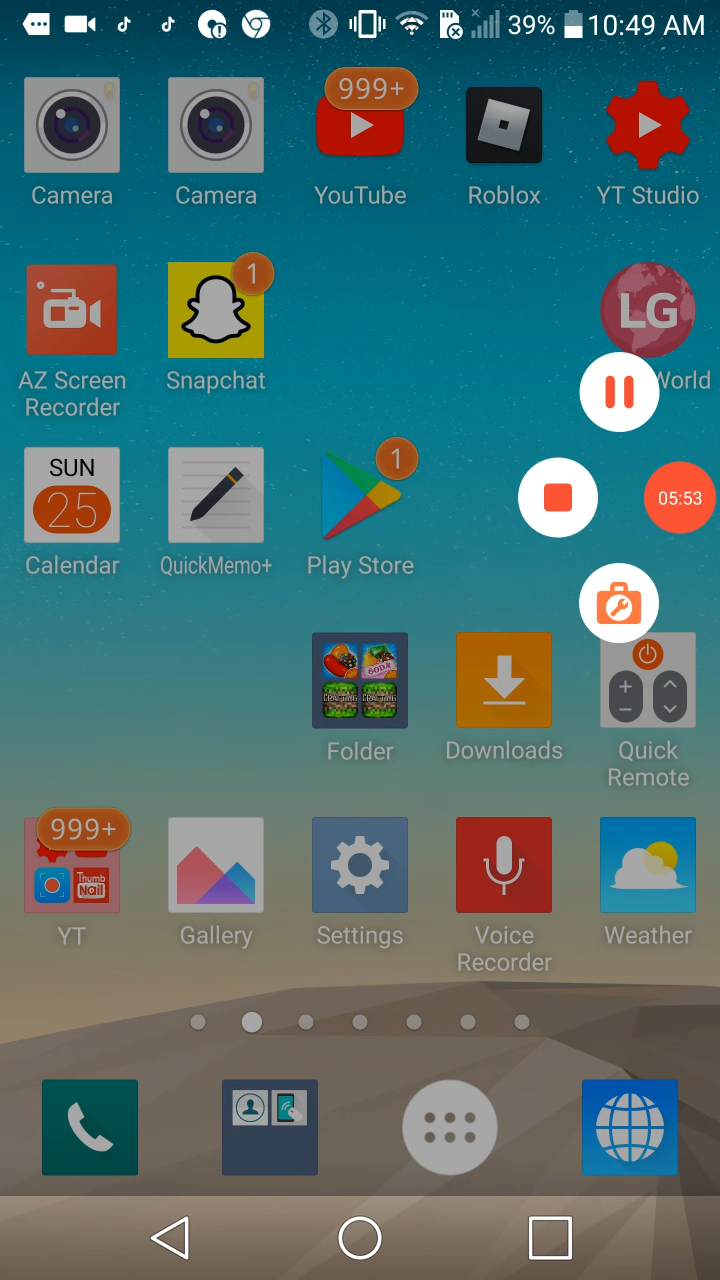 39% 10:49 AM
999+
Camera Camera YouTube Roblox YT Studio
1
LG
AZ Screen Snapchat World
Recorder
SUN
25
1
05:53
Calendar QuickMemo+ Play Store
SODA
Folder Downloads Quick
Remote
999+
Thumb
Nail
YT Gallery Settings Voice Weather
Recorder